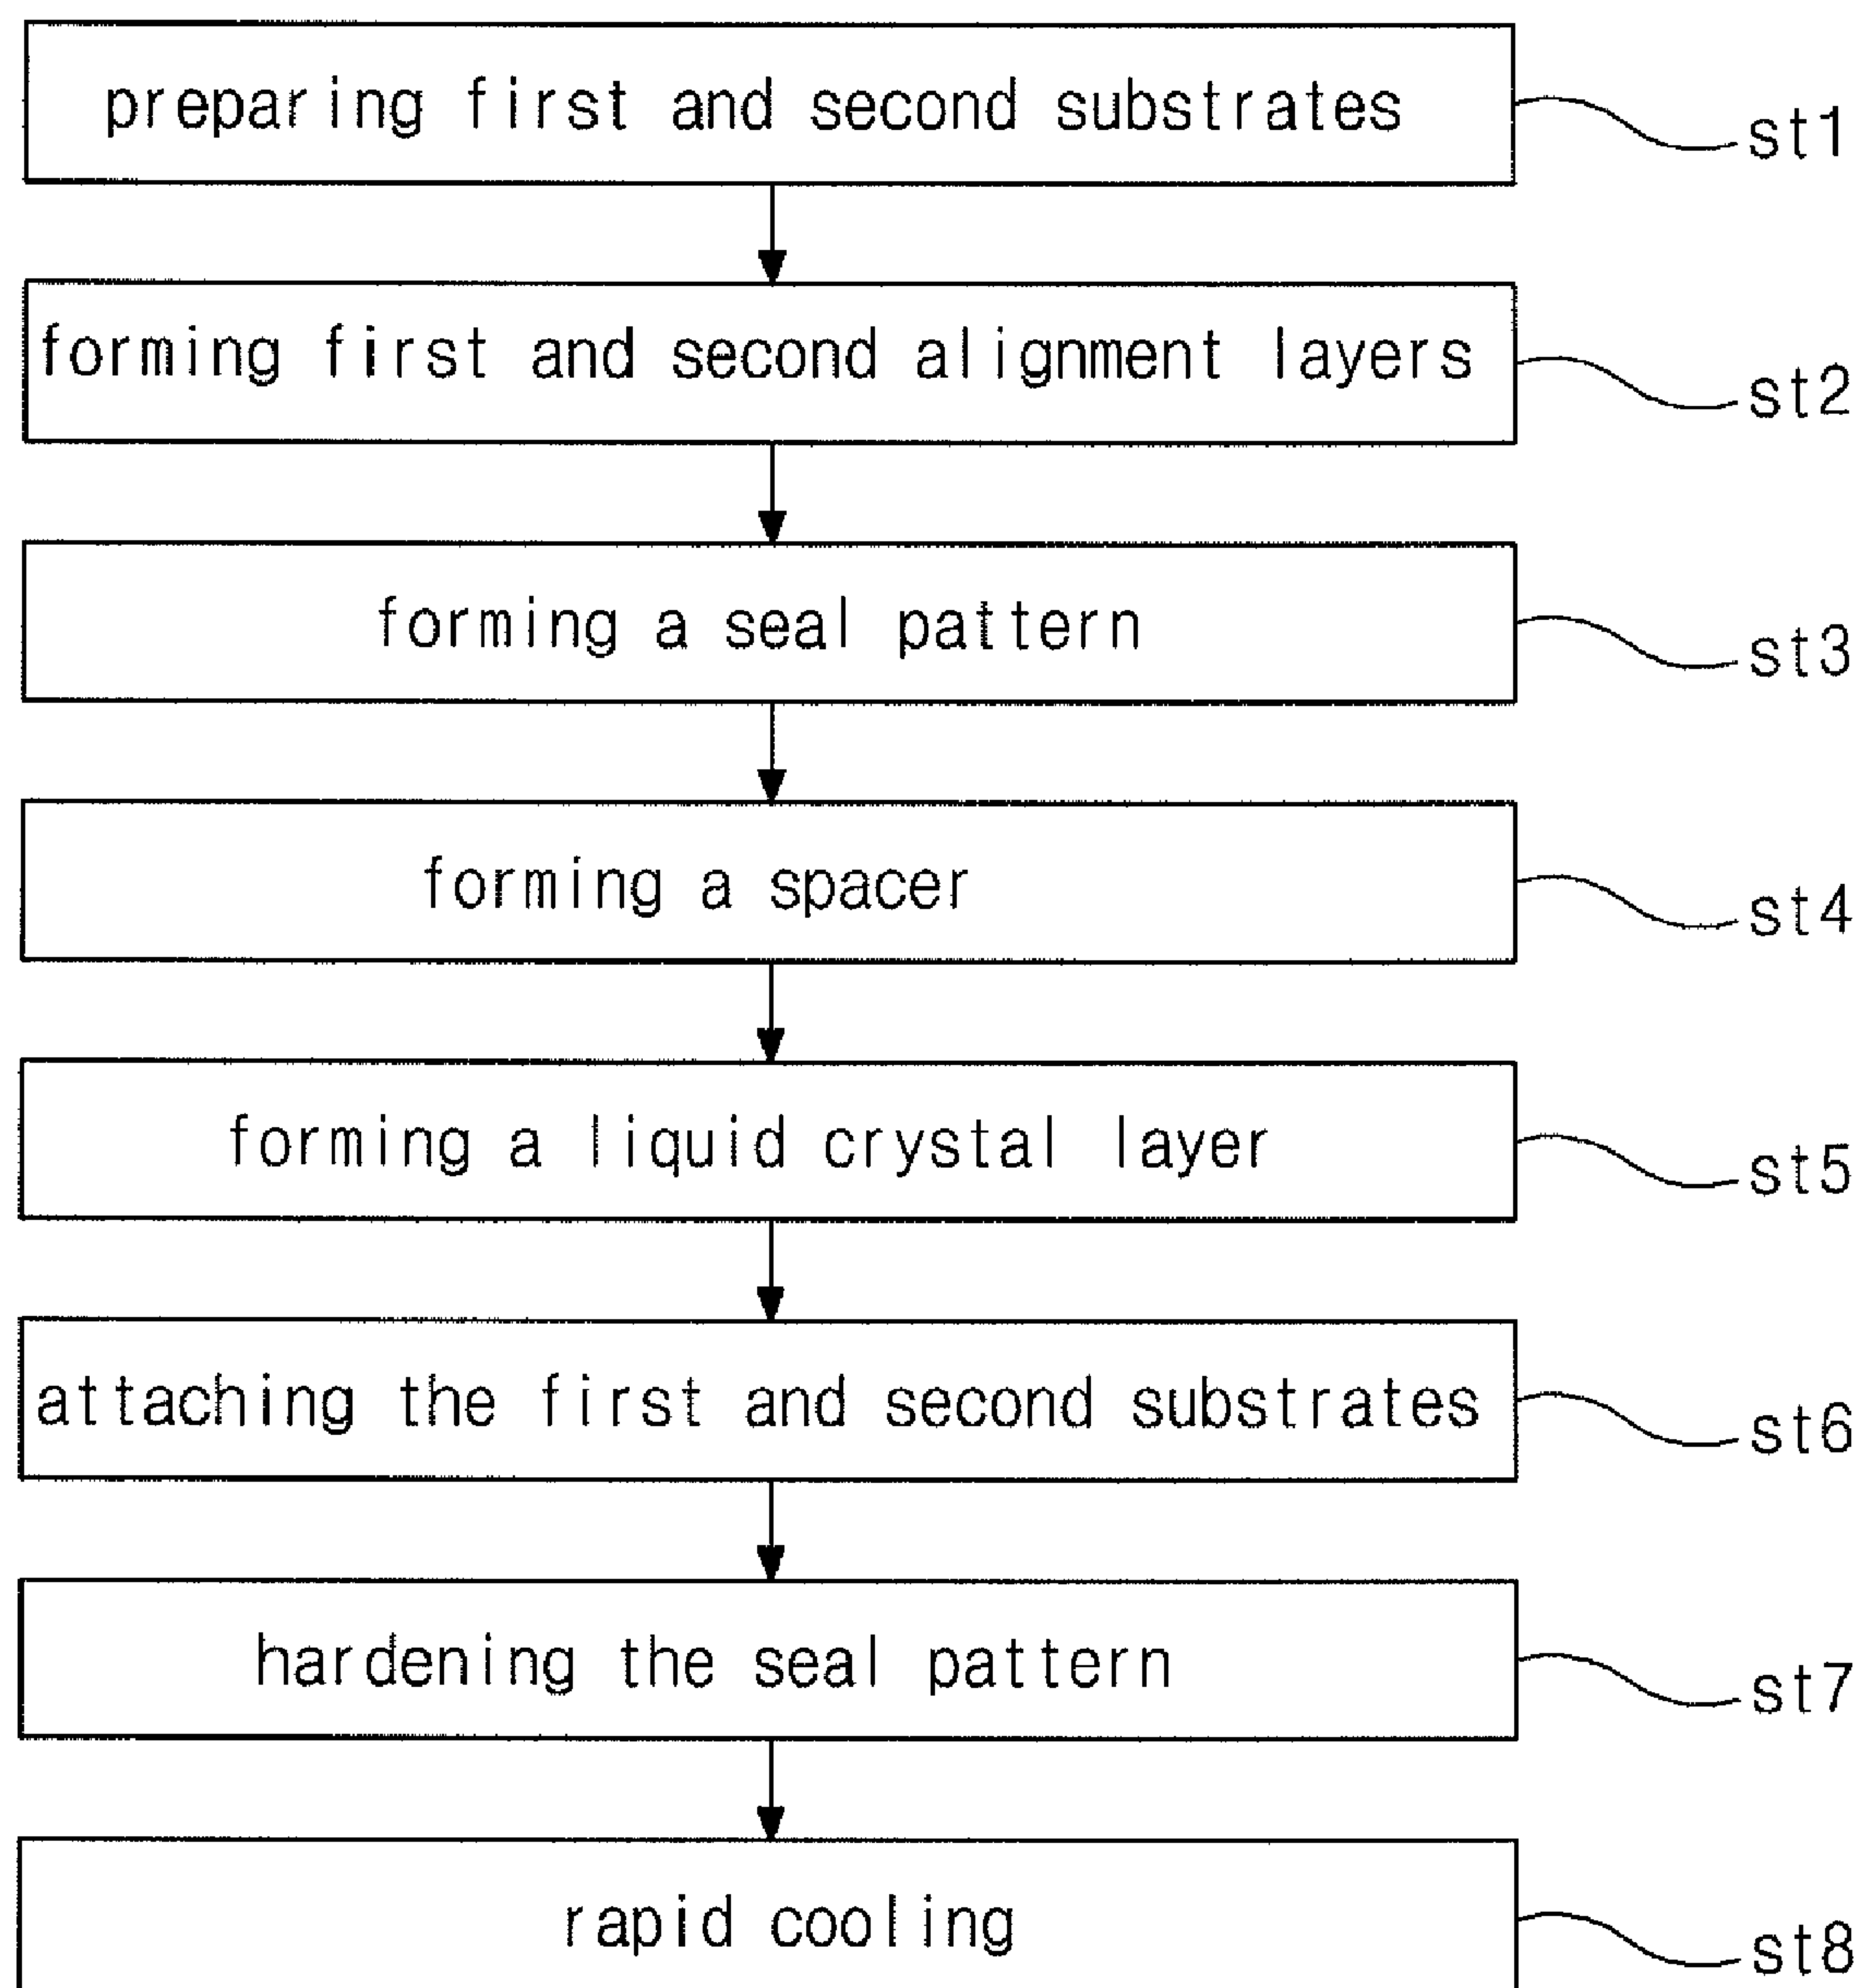 preparing first and second substrates
st1
forming first and second alignment layers
st2
forming a seal pattern
st3
forming a spacer
st4
forming a liquid crystal layer
st5
attaching the first and second substrates
st6
hardening the seal pattern
st7
rapid cooling
st8